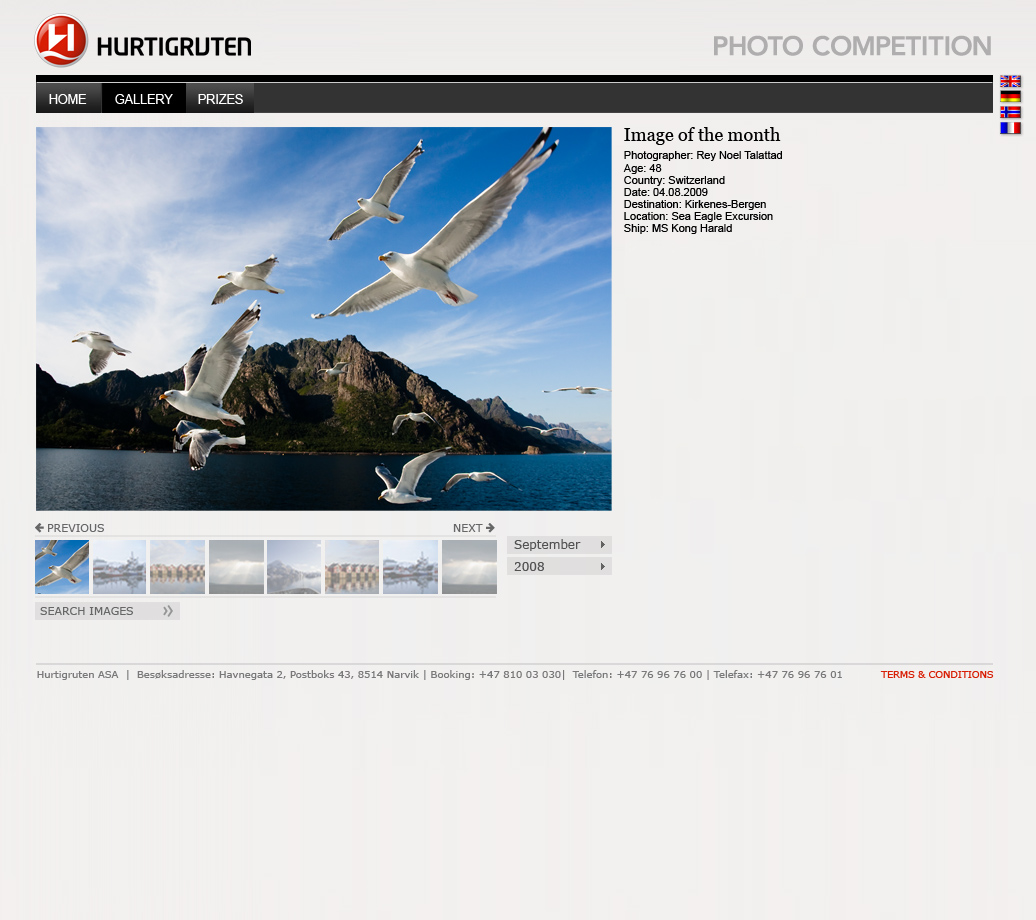 HURTIGRUTEN
PHOTO COMPETITION
HOME
GALLERY
PRIZES
Image of the month
Photographer: Rey Noel Talattad
Age: 48
Country: Switzerland
Date: 04.08.2009
Destination: Kirkenes-Bergen
Location: Sea Eagle Excursion
Ship: MS Kong Harald
PREVIOUS
NEXT
September
2008
SEARCH IMAGES
Hurtigruten ASA | Besøksadresse: Havnegata 2, Postboks 43, 8514 Narvik | Booking: +47 810 03 030| Telefon: +47 76 96 76 00 | Telefax: +47 76 96 76 01
TERMS & CONDITIONS